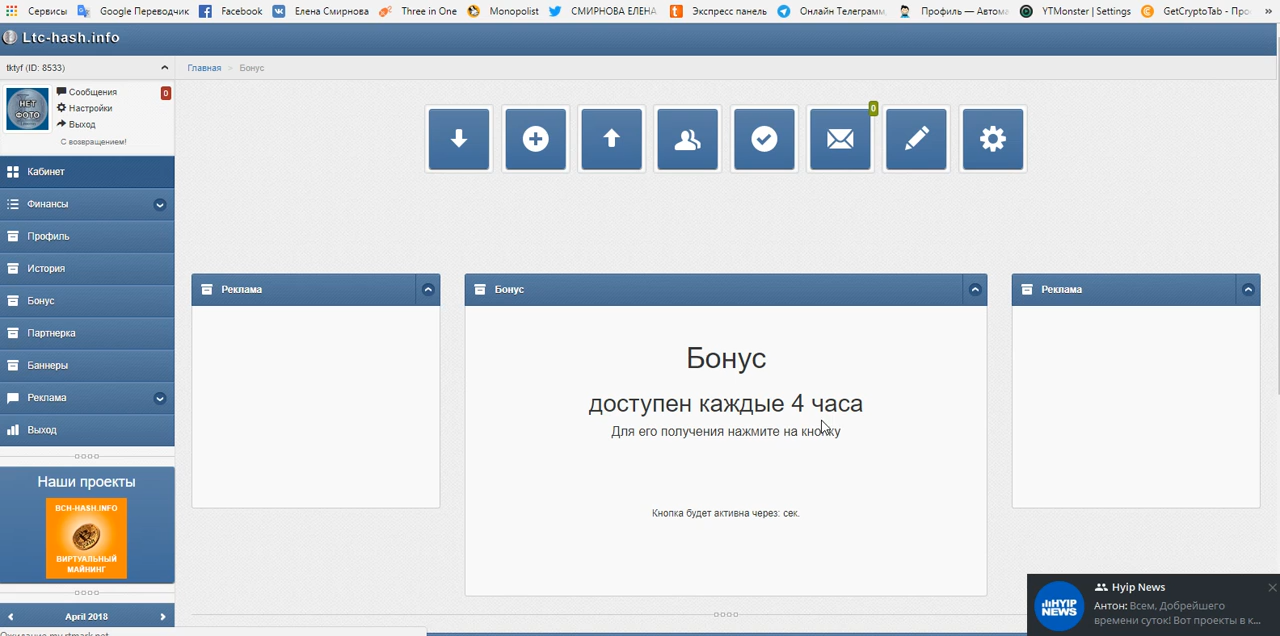 Сервисы Google Переводчик Facebook Елена Смирнова Three in One Monopolist СМИРНОВА ЕЛЕНА Экспресс панель Онлайн Телеграмм Профиль — Автома YTMonster | Settings GetCryptoTab - Про »
Ltc-hash.info
tktyf (ID: 8533)
Главная > Бонус
НЕТ
ФОТО
Сообщения
0
Настройки
Выход
С возвращением!
0
Кабинет
Финансы
Профиль
История
Бонус
Партнерка
Баннеры
Реклама
Выход
Наши проекты
BCH-HASH.INFO
ВИРТУАЛЬНЫЙ
МАЙНИНГ
April 2018
Реклама
Бонус
Реклама
Бонус
доступен каждые 4 часа
Для его получения нажмите на кнопку
Кнопка будет активна через: сек.
HYIP
NEWS
Hyip News
Антон: Всем, Добрейшего
времени суток! Вот проекты в к...